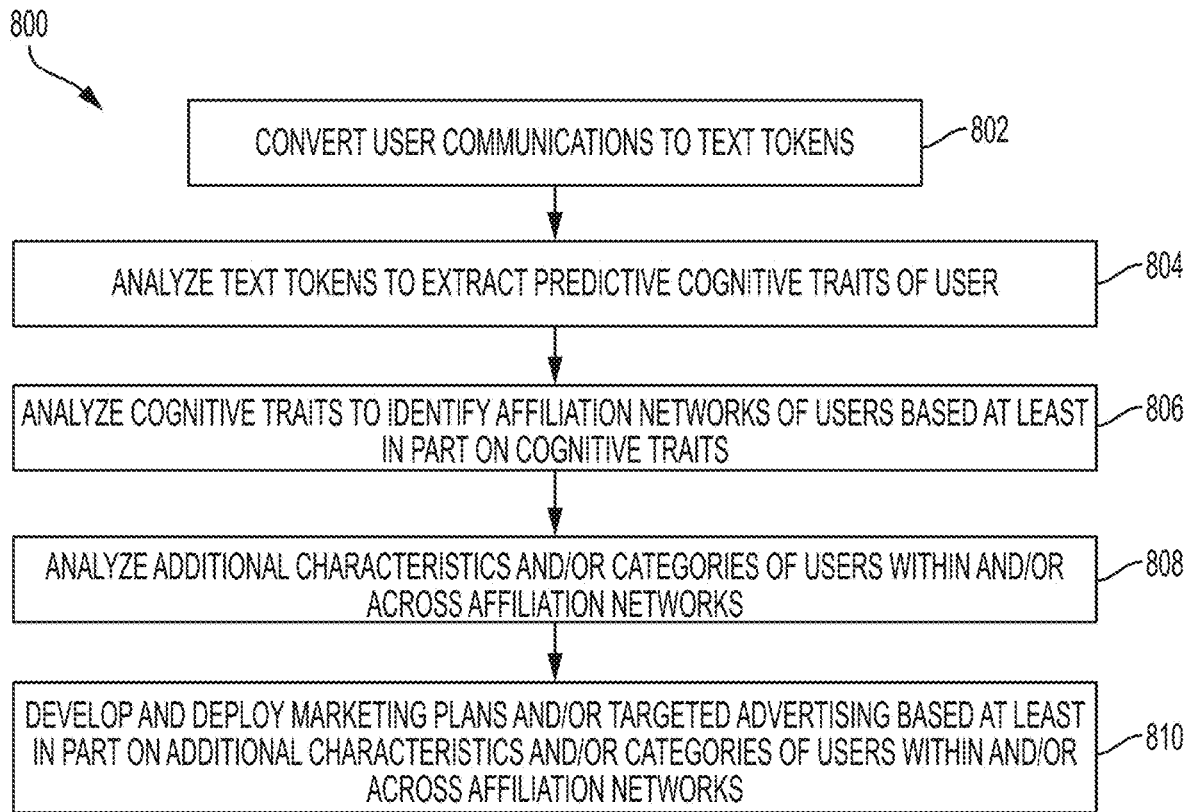 800
CONVERT USER COMMUNICATIONS TO TEXT TOKENS
802
ANALYZE TEXT TOKENS TO EXTRACT PREDICTIVE COGNITIVE TRAITS OF USER
804
ANALYZE COGNITIVE TRAITS TO IDENTIFY AFFILIATION NETWORKS OF USERS BASED AT LEAST
IN PART ON COGNITIVE TRAITS
806
ANALYZE ADDITIONAL CHARACTERISTICS AND/OR CATEGORIES OF USERS WITHIN AND/OR
ACROSS AFFILIATION NETWORKS
808
DEVELOP AND DEPLOY MARKETING PLANS AND/OR TARGETED ADVERTISING BASED AT LEAST
IN PART ON ADDITIONAL CHARACTERISTICS AND/OR CATEGORIES OF USERS WITHIN AND/OR
ACROSS AFFILIATION NETWORKS
810